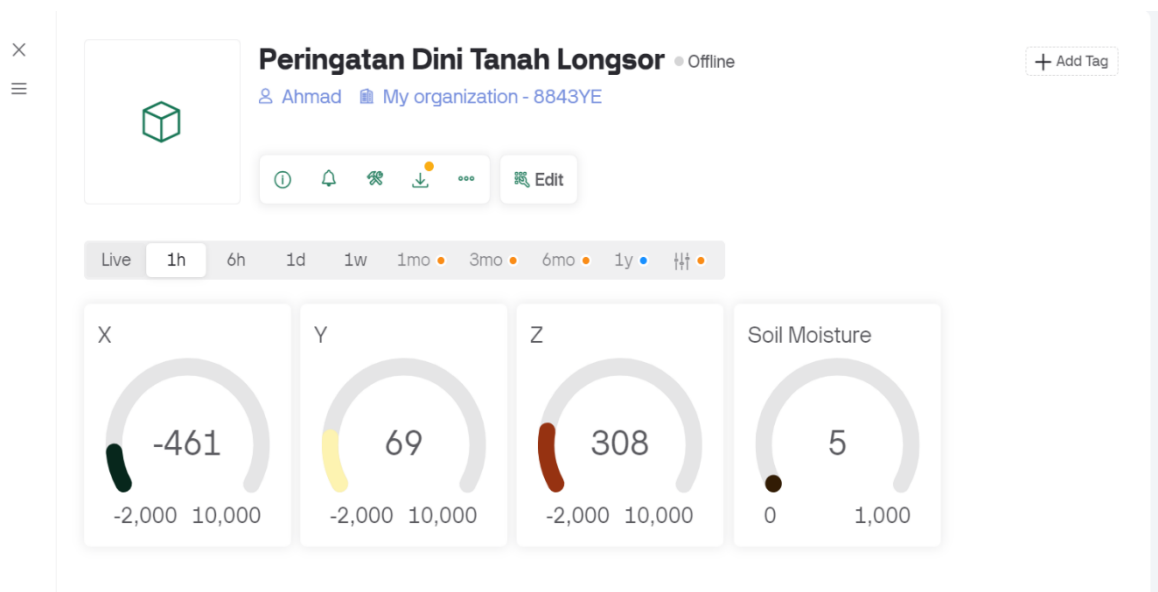 Peringatan Dini Tanah Longsor Offline
+ Add Tag
Ahmad My organization - 8843YE
Edit
Live 1h 6h 1d 1w 1mo 3mo 6mo 1y
X
-461
-2,000 10,000
Y
69
-2,000 10,000
Z
308
-2,000 10,000
Soil Moisture
5
0 1,000